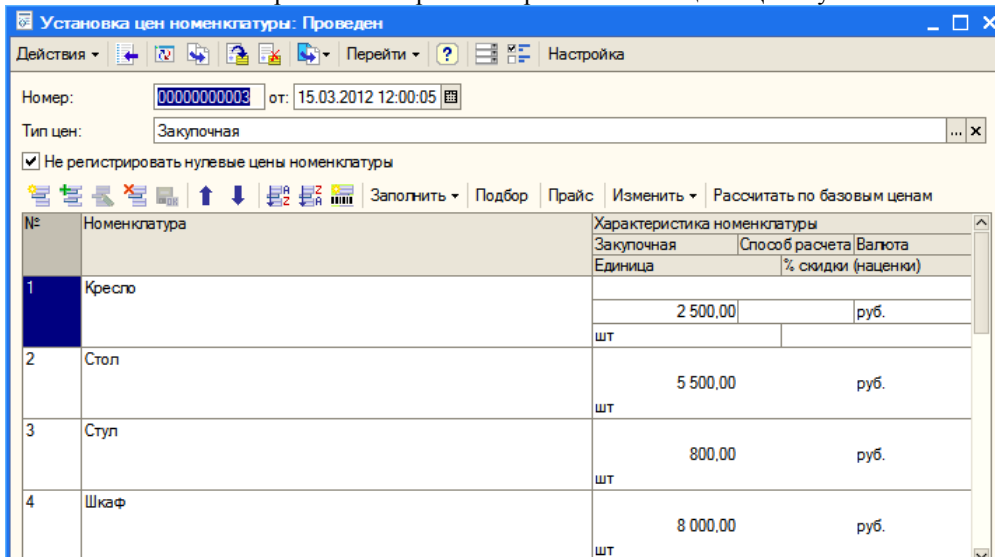 Установка цен номенклатуры: Проведен
Действия Перейти ? Настройка
Номер: 00000000003 от: 15.03.2012 12:00:05
Тип цен: Закупочная ... x
Не регистрировать нулевые цены номенклатуры
Заполнить Подбор Прайс Изменить Рассчитать по базовым ценам
№ Номенклатура Характеристика номенклатуры
Закупочная Способ расчета Валюта
Единица % скидки (наценки)
1 Кресло
2 500,00 руб.
шт
2 Стол
5 500,00 руб.
шт
3 Стул
800,00 руб.
шт
4 Шкаф
8 000,00 руб.
шт